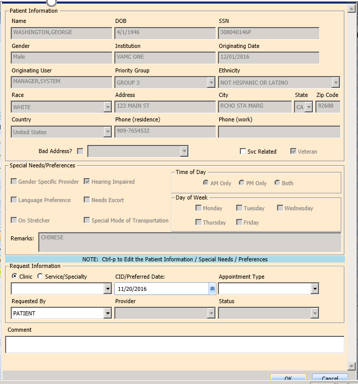 Patient Information
Name DOB SSN
WASHINGTON,GEORGE 4/1/1946 308040146P
Gender Institution Originating Date
Male VAMC ONE 12/01/2016
Originating User Priority Group Ethnicity
MANAGER,SYSTEM GROUP 3 NOT HISPANIC OR LATINO
Race Address City State Zip Code
WHITE 123 MAIN ST RCHO STA MARG CA 92688
Country Phone (residence) Phone (work)
United States 909-7654532
Bad Address? Svc Related Veteran
Special Needs/Preferences
Gender Specific Provider Hearing Impaired
Language Preference Needs Escort
On Stretcher Special Mode of Transportation
Time of Day
AM Only PM Only Both
Day of Week
Monday Tuesday Wednesday
Thursday Friday
Remarks: CHINESE
NOTE: Ctrl-p to Edit the Patient Information / Special Needs / Preferences
Request Information
Clinic Service/Specialty CID/Preferred Date: Appointment Type
11/20/2016
Requested By Provider Status
PATIENT
Comment
OK Cancel